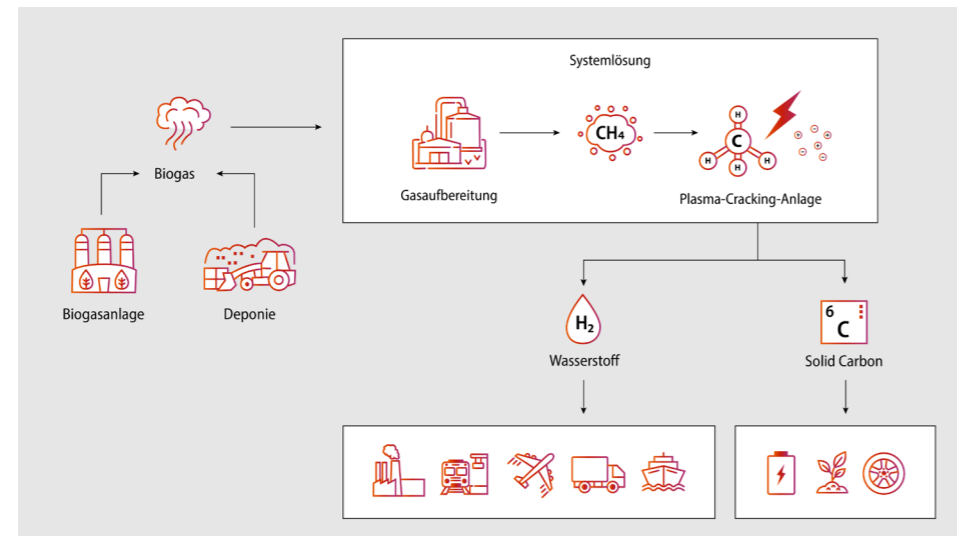 Systemlösung
CH₄
H
C
H
H
H
Gasaufbereitung
Plasma-Cracking-Anlage
Biogas
Biogasanlage
Deponie
H₂
6
C
Wasserstoff
Solid Carbon